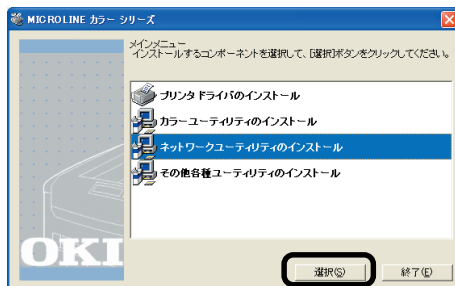 MICROLINE カラー シリーズ
メインメニュー
インストールするコンポーネントを選択して、[選択]ボタンをクリックしてください。
プリンタ ドライバのインストール
カラーユーティリティのインストール
ネットワークユーティリティのインストール
その他各種ユーティリティのインストール
OKI
選択(S)
終了(E)